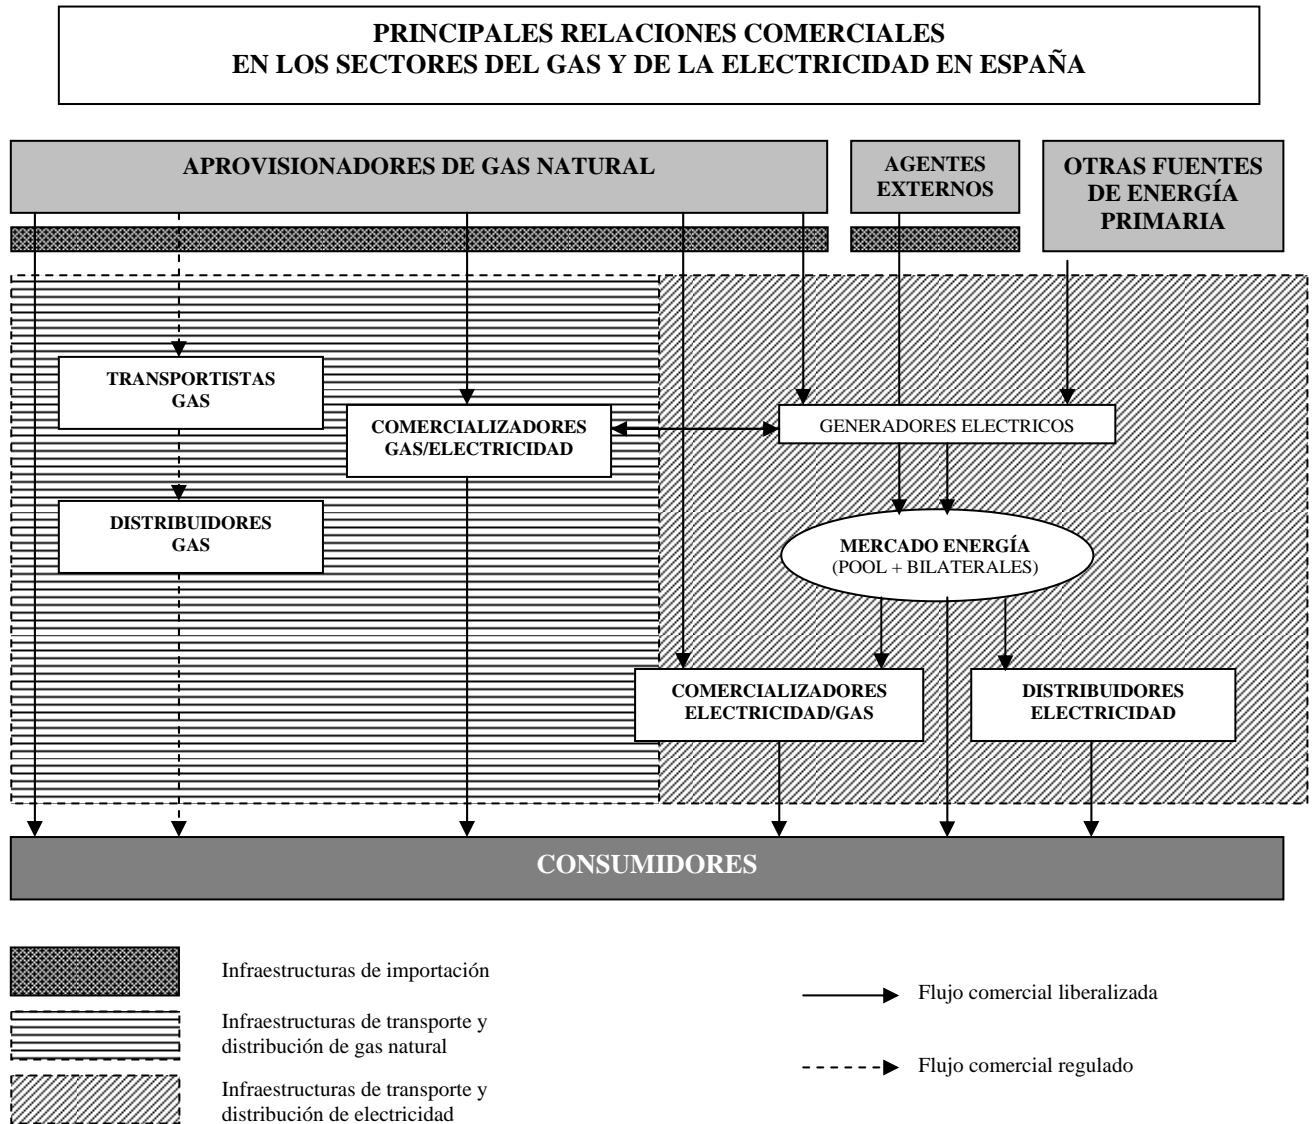 PRINCIPALES RELACIONES COMERCIALES
EN LOS SECTORES DEL GAS Y DE LA ELECTRICIDAD EN ESPAÑA
APROVISIONADORES DE GAS NATURAL
AGENTES
EXTERNOS
OTRAS FUENTES
DE ENERGÍA
PRIMARIA
TRANSPORTISTAS
GAS
COMERCIALIZADORES
GAS/ELECTRICIDAD
GENERADORES ELECTRICOS
DISTRIBUIDORES
GAS
MERCADO ENERGÍA
(POOL + BILATERALES)
COMERCIALIZADORES
ELECTRICIDAD/GAS
DISTRIBUIDORES
ELECTRICIDAD
CONSUMIDORES
Infraestructuras de importación
Infraestructuras de transporte y
distribución de gas natural
Infraestructuras de transporte y
distribución de electricidad
Flujo comercial liberalizada
Flujo comercial regulado